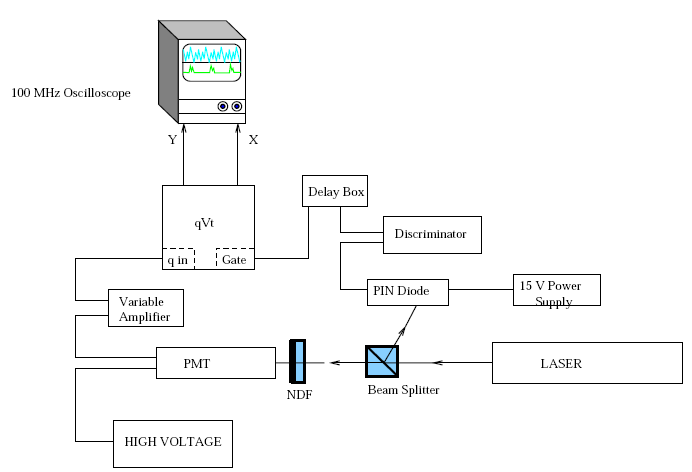 100 MHz Oscilloscope
Y
X
Delay Box
qVt
Discriminator
q in
Gate
PIN Diode
15 V Power
Supply
Variable
Amplifier
PMT
LASER
NDF
Beam Splitter
HIGH VOLTAGE